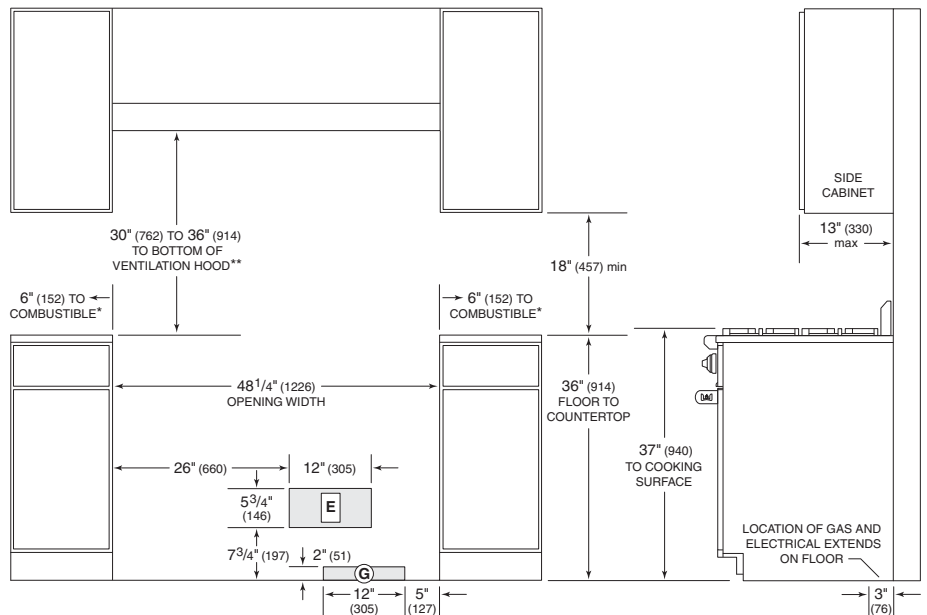 SIDE
CABINET
13" (330)
max
30" (762) TO 36" (914)
TO BOTTOM OF
VENTILATION HOOD**
18" (457) min
6" (152) TO
COMBUSTIBLE*
6" (152) TO
COMBUSTIBLE*
48 1/4" (1226)
OPENING WIDTH
36" (914)
FLOOR TO
COUNTERTOP
37" (940)
TO COOKING
SURFACE
26" (660)
12" (305)
5 3/4"
(146)
E
7 3/4" (197)
2" (51)
G
12"
(305)
5"
(127)
LOCATION OF GAS AND
ELECTRICAL EXTENDS
ON FLOOR
3"
(76)